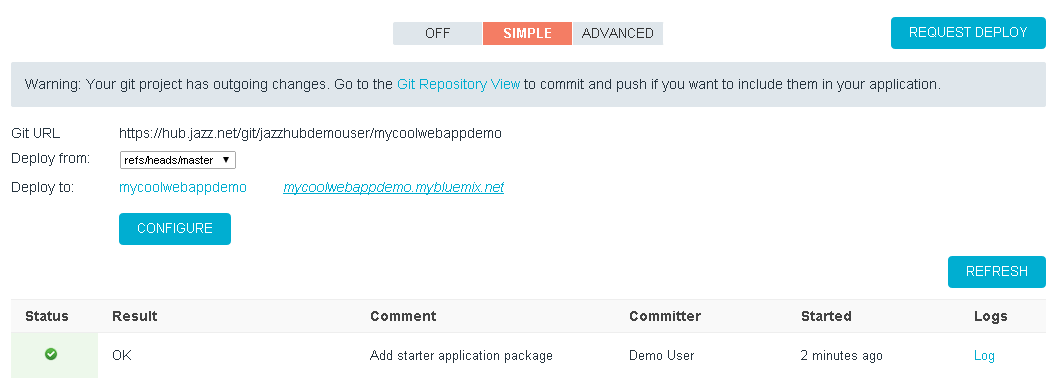 OFF SIMPLE ADVANCED REQUEST DEPLOY
Warning: Your git project has outgoing changes. Go to the Git Repository View to commit and push if you want to include them in your application.
Git URL https://hub.jazz.net/git/jazzhubdemouser/mycoolwebappdemo
Deploy from: refs/heads/master
Deploy to: mycoolwebappdemo mycoolwebappdemo.mybluemix.net
CONFIGURE
REFRESH
Status Result Comment Committer Started Logs
OK Add starter application package Demo User 2 minutes ago Log